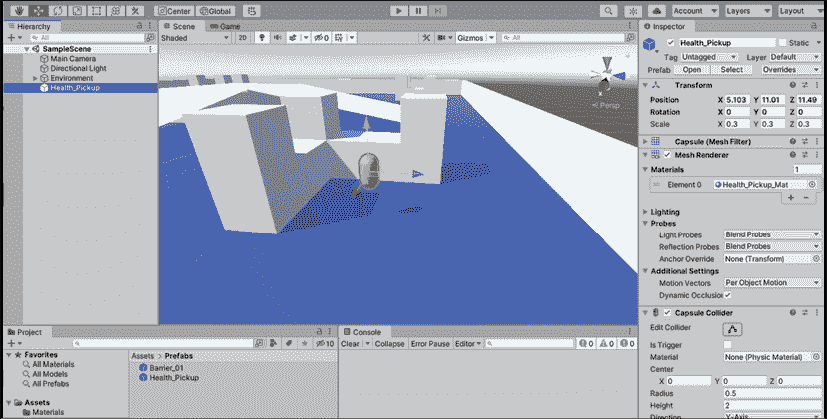 Center Global Account Layers Layout
Hierarchy
All
SampleScene
Main Camera
Directional Light
Environment
Health_Pickup
Scene Game
Shaded 2D 0 Gizmos All
Persp
Inspector
Health_Pickup Static
Tag Untagged Layer Default
Prefab Open Select Overrides
Transform
Position X 5.103 Y 11.01 Z 11.49
Rotation X 0 Y 0 Z 0
Scale X 0.3 Y 0.3 Z 0.3
Capsule (Mesh Filter)
Mesh Renderer
Materials 1
Element 0 Health_Pickup_Mat
Lighting
Probes
Light Probes Blend Probes
Reflection Probes Blend Probes
Anchor Override None (Transform)
Additional Settings
Motion Vectors Per Object Motion
Dynamic Occlusion
Capsule Collider
Edit Collider
Is Trigger
Material None (Physic Material)
Center
X 0 Y 0 Z 0
Radius 0.5
Height 2
Direction Y-Axis
Project
10
Favorites
All Materials
All Models
All Prefabs
Assets
Materials
Assets > Prefabs
Barrier_01
Health_Pickup
Console
Clear Collapse Error Pause Editor 0 0 0